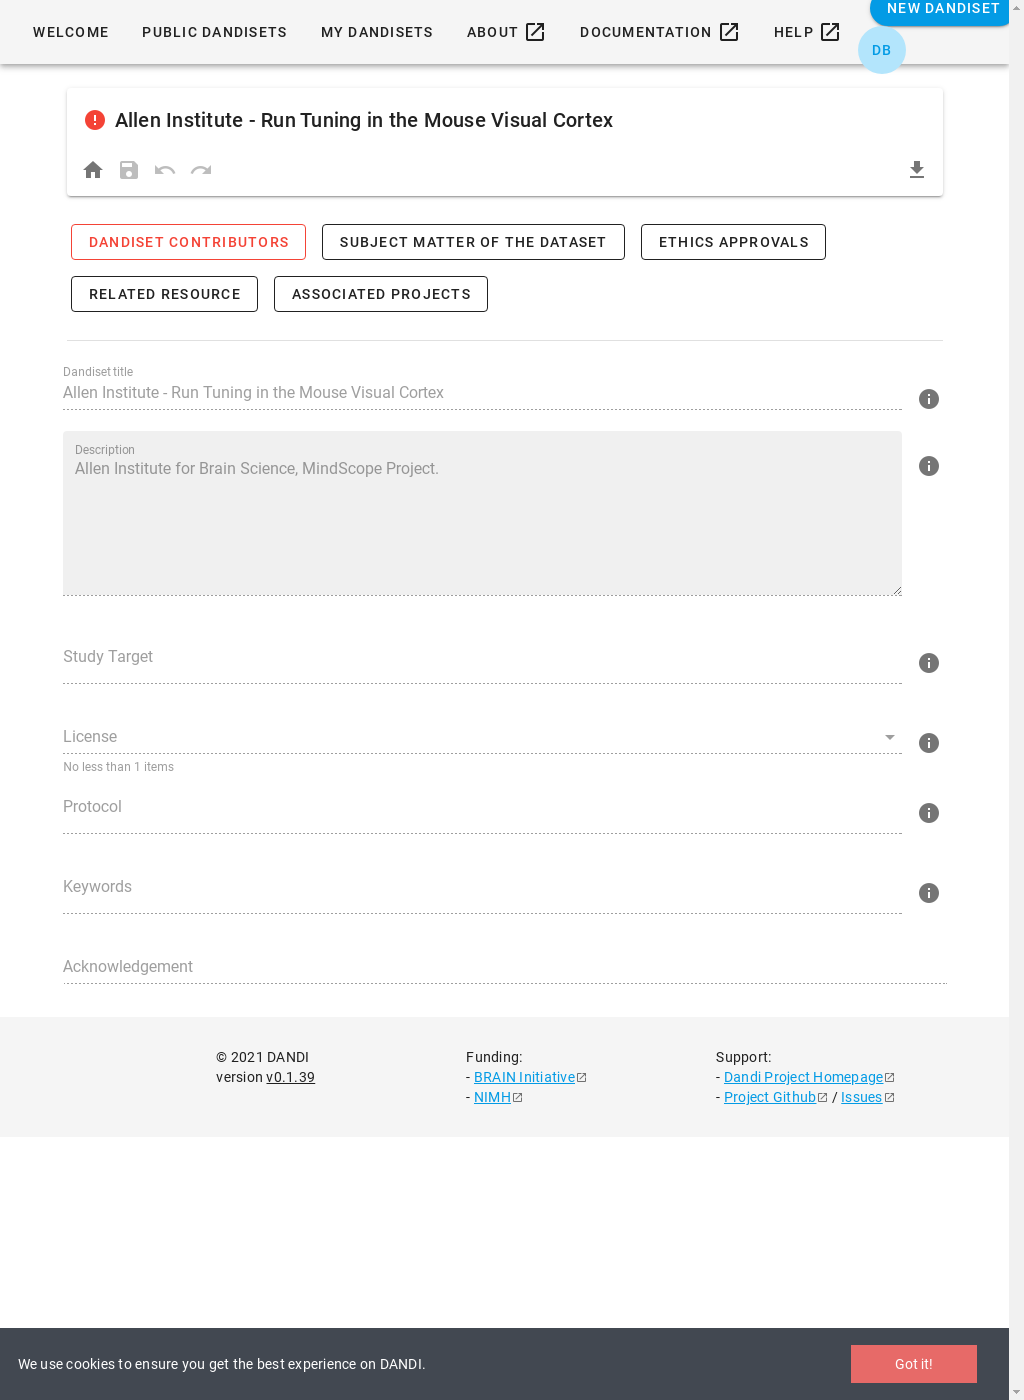 WELCOME PUBLIC DANDISETS MY DANDISETS ABOUT DOCUMENTATION HELP NEW DANDISET
DB
Allen Institute - Run Tuning in the Mouse Visual Cortex
DANDISET CONTRIBUTORS SUBJECT MATTER OF THE DATASET ETHICS APPROVALS
RELATED RESOURCE ASSOCIATED PROJECTS
Dandiset title
Allen Institute - Run Tuning in the Mouse Visual Cortex
Description
Allen Institute for Brain Science, MindScope Project.
Study Target
License
No less than 1 items
Protocol
Keywords
Acknowledgement
© 2021 DANDI
version v0.1.39
Funding:
- BRAIN Initiative
- NIMH
Support:
- Dandi Project Homepage
- Project Github / Issues
We use cookies to ensure you get the best experience on DANDI.
Got it!